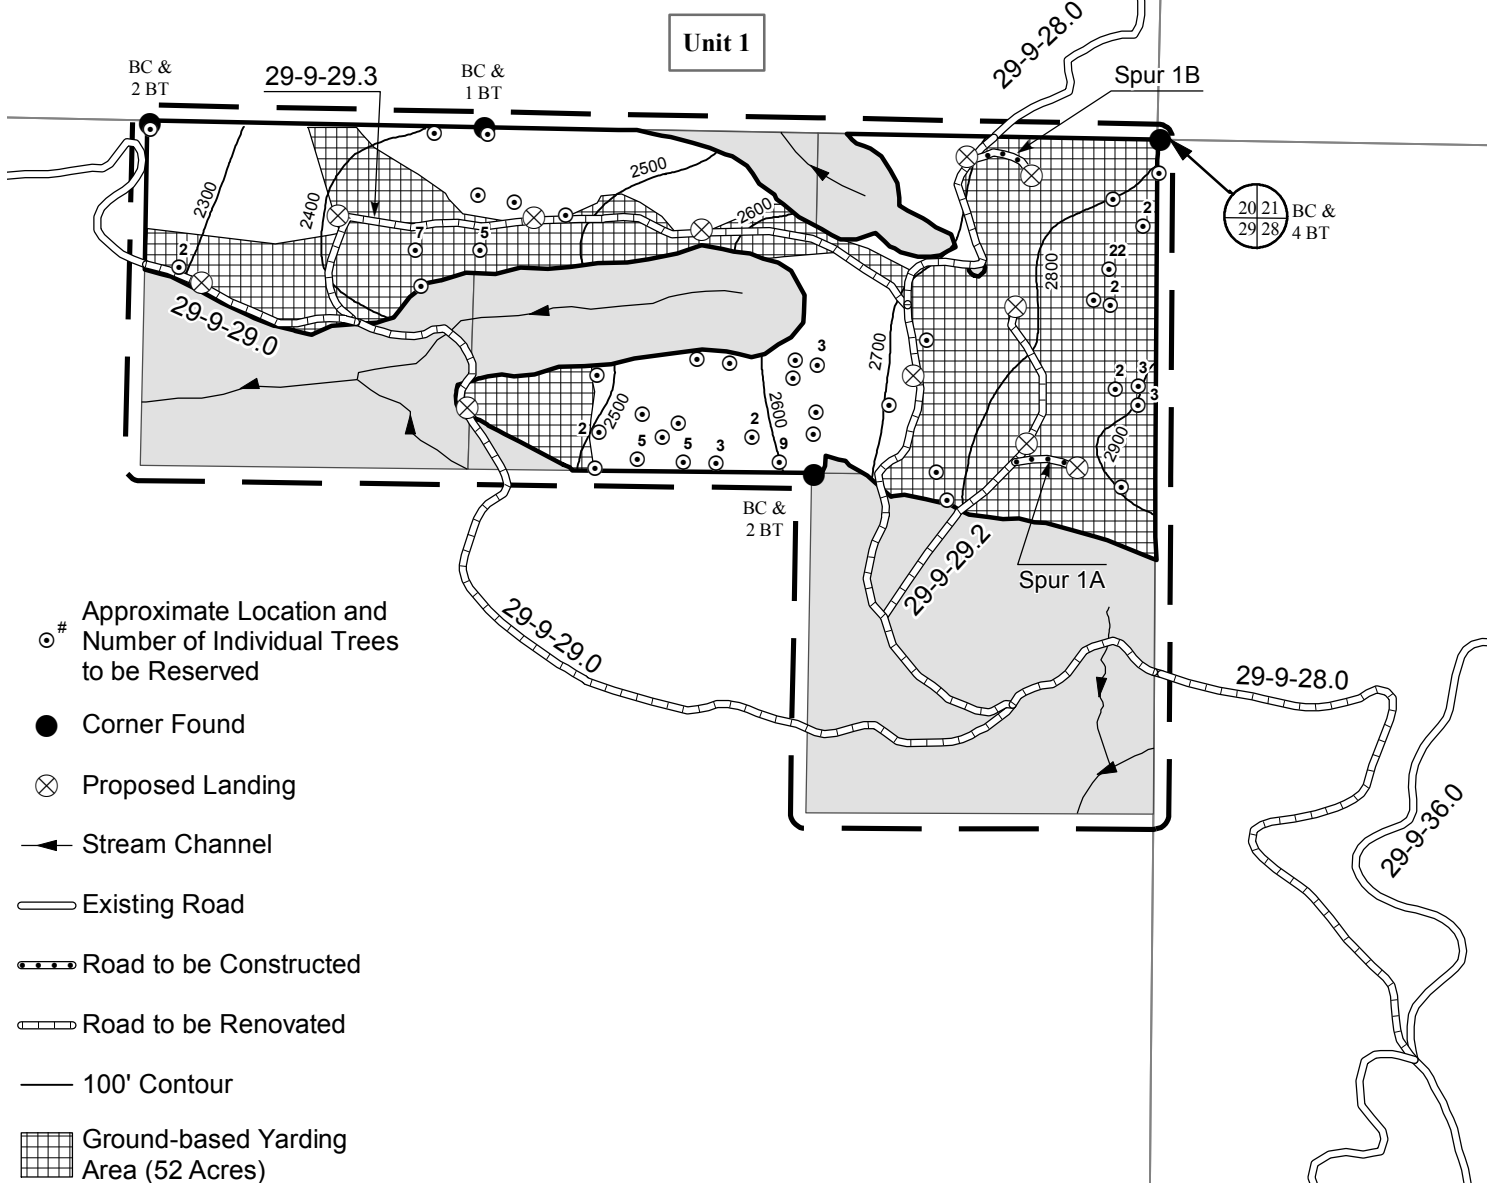 Unit 1
29-9-28.0
BC &
2 BT
29-9-29.3
BC &
1 BT
Spur 1B
2500
2300
2400
2600
2
20 21
29 28
BC &
4 BT
7
5
2
22
2800
2
29-9-29.0
2700
3
2
3
3
2500
2600
2
2
5
5
3
9
2900
BC &
2 BT
29-9-29.2
Spur 1A
29-9-29.0
29-9-28.0
29-9-36.0
# Approximate Location and
Number of Individual Trees
to be Reserved
Corner Found
Proposed Landing
Stream Channel
Existing Road
Road to be Constructed
Road to be Renovated
100' Contour
Ground-based Yarding
Area (52 Acres)